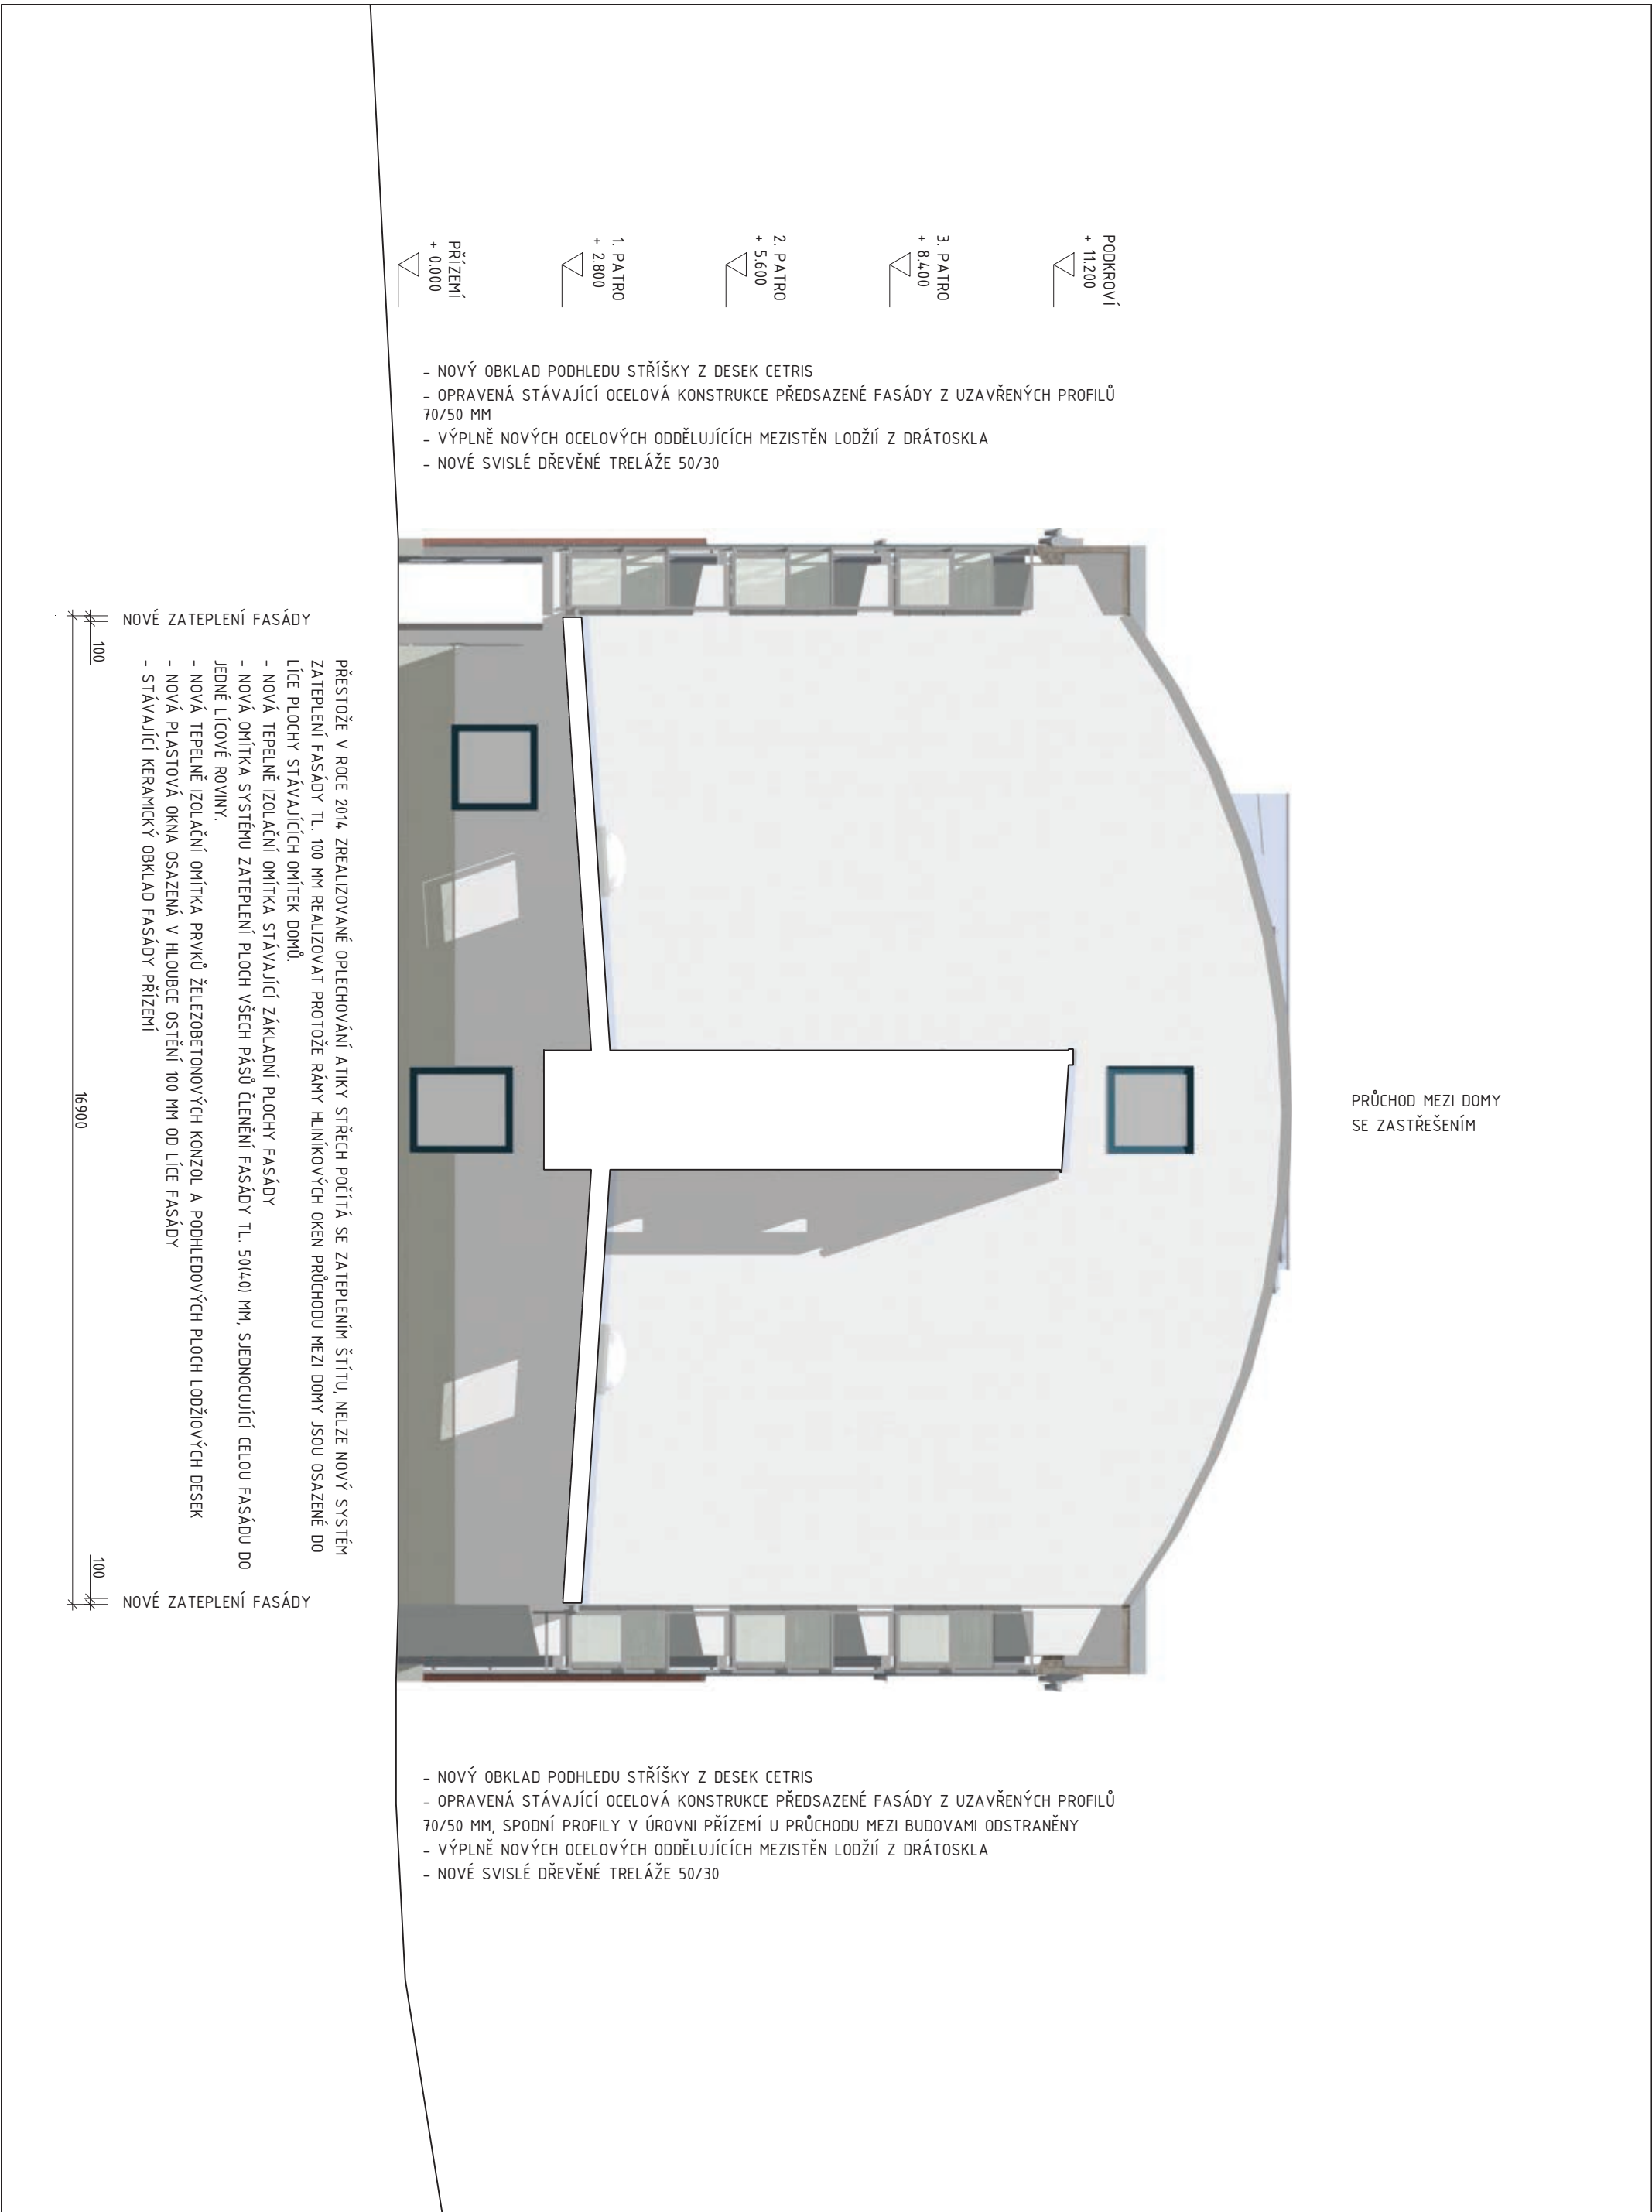 PODKROVÍ
+ 11.200
3. PATRO
+ 8.400
2. PATRO
+ 5.600
1. PATRO
+ 2.800
PŘÍZEMÍ
+ 0.000
- NOVÝ OBKLAD PODHLEDU STŘÍŠKY Z DESEK CETRIS
- OPRAVENÁ STÁVAJÍCÍ OCELOVÁ KONSTRUKCE PŘEDSAZENÉ FASÁDY Z UZAVŘENÝCH PROFILŮ
70/50 MM
- VÝPLNĚ NOVÝCH OCELOVÝCH ODDĚLUJÍCÍCH MEZISTĚN LODŽIÍ Z DRÁTOSKLA
- NOVÉ SVISLÉ DŘEVĚNÉ TRELÁŽE 50/30
PRŮCHOD MEZI DOMY
SE ZASTŘEŠENÍM
NOVÉ ZATEPLENÍ FASÁDY
100
PŘESTOŽE V ROCE 2014 ZREALIZOVANÉ OPLECHOVÁNÍ ATIKY STŘECH POČÍTÁ SE ZATEPLENÍM ŠTÍTU, NELZE NOVÝ SYSTÉM
ZATEPLENÍ FASÁDY TL. 100 MM REALIZOVAT PROTOŽE RÁMY HLINÍKOVÝCH OKEN PRŮCHODU MEZI DOMY JSOU OSAZENÉ DO
LÍCE PLOCHY STÁVAJÍCÍCH OMÍTEK DOMŮ.
- NOVÁ TEPELNĚ IZOLAČNÍ OMÍTKA STÁVAJÍCÍ ZÁKLADNÍ PLOCHY FASÁDY
- NOVÁ OMÍTKA SYSTÉMU ZATEPLENÍ PLOCH VŠECH PÁSŮ ČLENĚNÍ FASÁDY TL. 50(40) MM, SJEDNOCUJÍCÍ CELOU FASÁDU DO
JEDNÉ LÍCOVÉ ROVINY.
- NOVÁ TEPELNĚ IZOLAČNÍ OMÍTKA PRVKŮ ŽELEZOBETONOVÝCH KONZOL A PODHLEDOVÝCH PLOCH LODŽIOVÝCH DESEK
- NOVÁ PLASTOVÁ OKNA OSAZENÁ V HLOUBCE OSTĚNÍ 100 MM OD LÍCE FASÁDY
- STÁVAJÍCÍ KERAMICKÝ OBKLAD FASÁDY PŘÍZEMÍ
16900
100
NOVÉ ZATEPLENÍ FASÁDY
- NOVÝ OBKLAD PODHLEDU STŘÍŠKY Z DESEK CETRIS
- OPRAVENÁ STÁVAJÍCÍ OCELOVÁ KONSTRUKCE PŘEDSAZENÉ FASÁDY Z UZAVŘENÝCH PROFILŮ
70/50 MM, SPODNÍ PROFILY V ÚROVNI PŘÍZEMÍ U PRŮCHODU MEZI BUDOVAMI ODSTRANĚNY
- VÝPLNĚ NOVÝCH OCELOVÝCH ODDĚLUJÍCÍCH MEZISTĚN LODŽIÍ Z DRÁTOSKLA
- NOVÉ SVISLÉ DŘEVĚNÉ TRELÁŽE 50/30